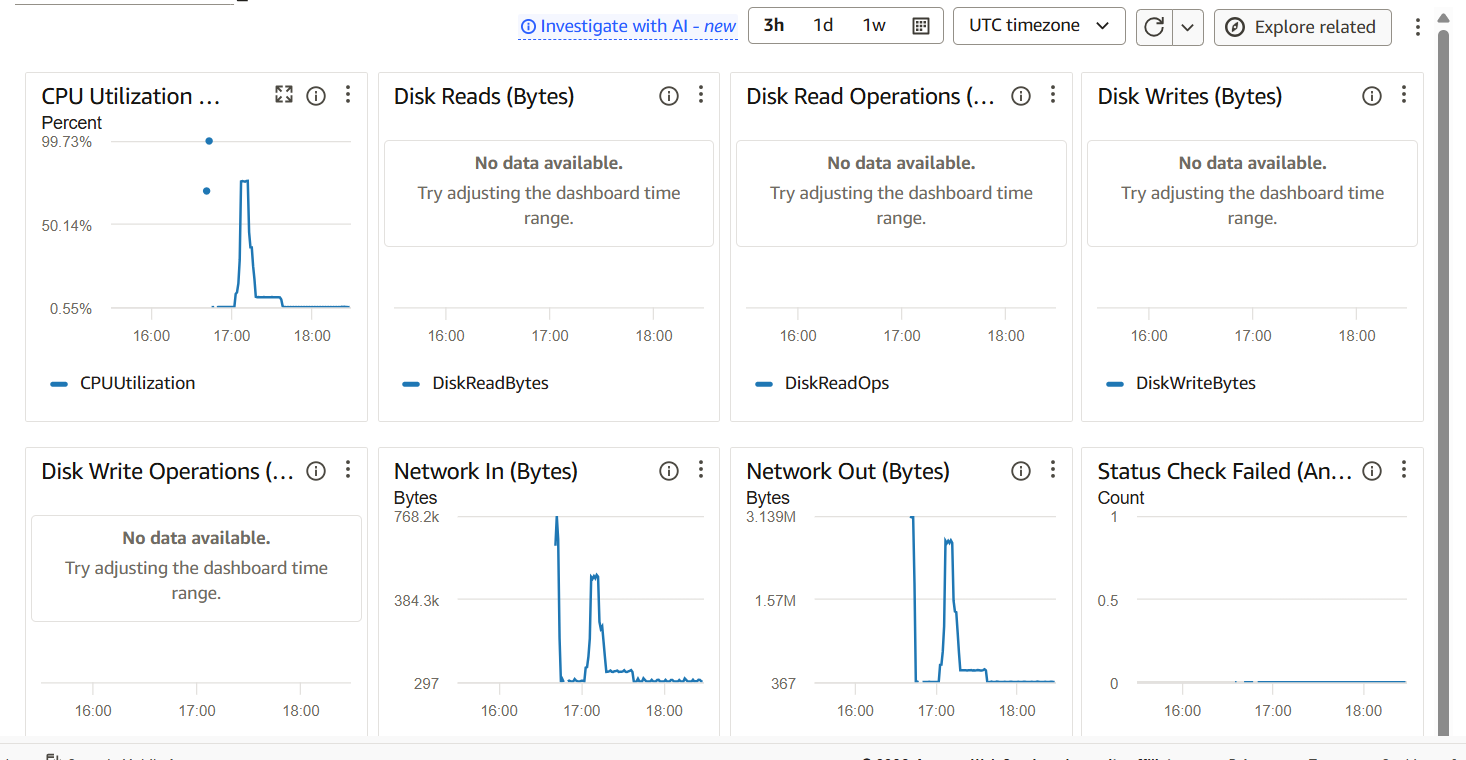 Investigate with AI - new
3h 1d 1w
UTC timezone
Explore related
CPU Utilization …
Percent
99.73%
50.14%
0.55%
16:00 17:00 18:00
CPUUtilization
Disk Reads (Bytes)
No data available.
Try adjusting the dashboard time
range.
16:00 17:00 18:00
DiskReadBytes
Disk Read Operations (…
No data available.
Try adjusting the dashboard time
range.
16:00 17:00 18:00
DiskReadOps
Disk Writes (Bytes)
No data available.
Try adjusting the dashboard time
range.
16:00 17:00 18:00
DiskWriteBytes
Disk Write Operations (…
No data available.
Try adjusting the dashboard time
range.
16:00 17:00 18:00
Network In (Bytes)
Bytes
768.2k
384.3k
297
16:00 17:00 18:00
Network Out (Bytes)
Bytes
3.139M
1.57M
367
16:00 17:00 18:00
Status Check Failed (An…
Count
1
0.5
0
16:00 17:00 18:00